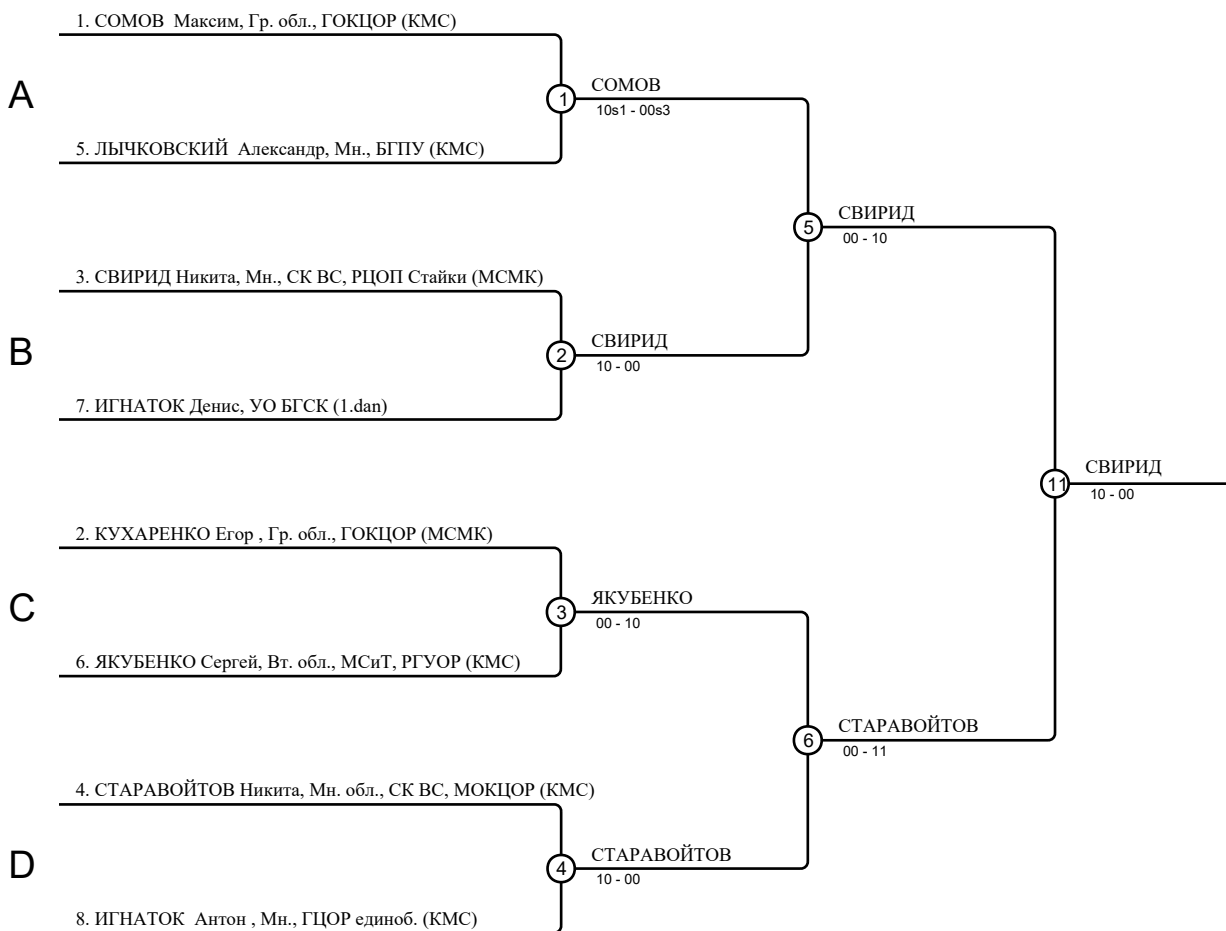 1. СОМОВ Максим, Гр. обл., ГОКЦОР (КМС)
A
1
СОМОВ
10s1 - 00s3
5. ЛЫЧКОВСКИЙ Александр, Мн., БГПУ (КМС)
5
СВИРИД
00 - 10
3. СВИРИД Никита, Мн., СК ВС, РЦОП Стайки (МСМК)
B
2
СВИРИД
10 - 00
7. ИГНАТОК Денис, УО БГСК (1.dan)
11
СВИРИД
10 - 00
2. КУХАРЕНКО Егор , Гр. обл., ГОКЦОР (МСМК)
C
3
ЯКУБЕНКО
00 - 10
6. ЯКУБЕНКО Сергей, Вт. обл., МСиТ, РГУОР (КМС)
6
СТАРАВОЙТОВ
00 - 11
4. СТАРАВОЙТОВ Никита, Мн. обл., СК ВС, МОКЦОР (КМС)
D
4
СТАРАВОЙТОВ
10 - 00
8. ИГНАТОК Антон , Мн., ГЦОР единоб. (КМС)